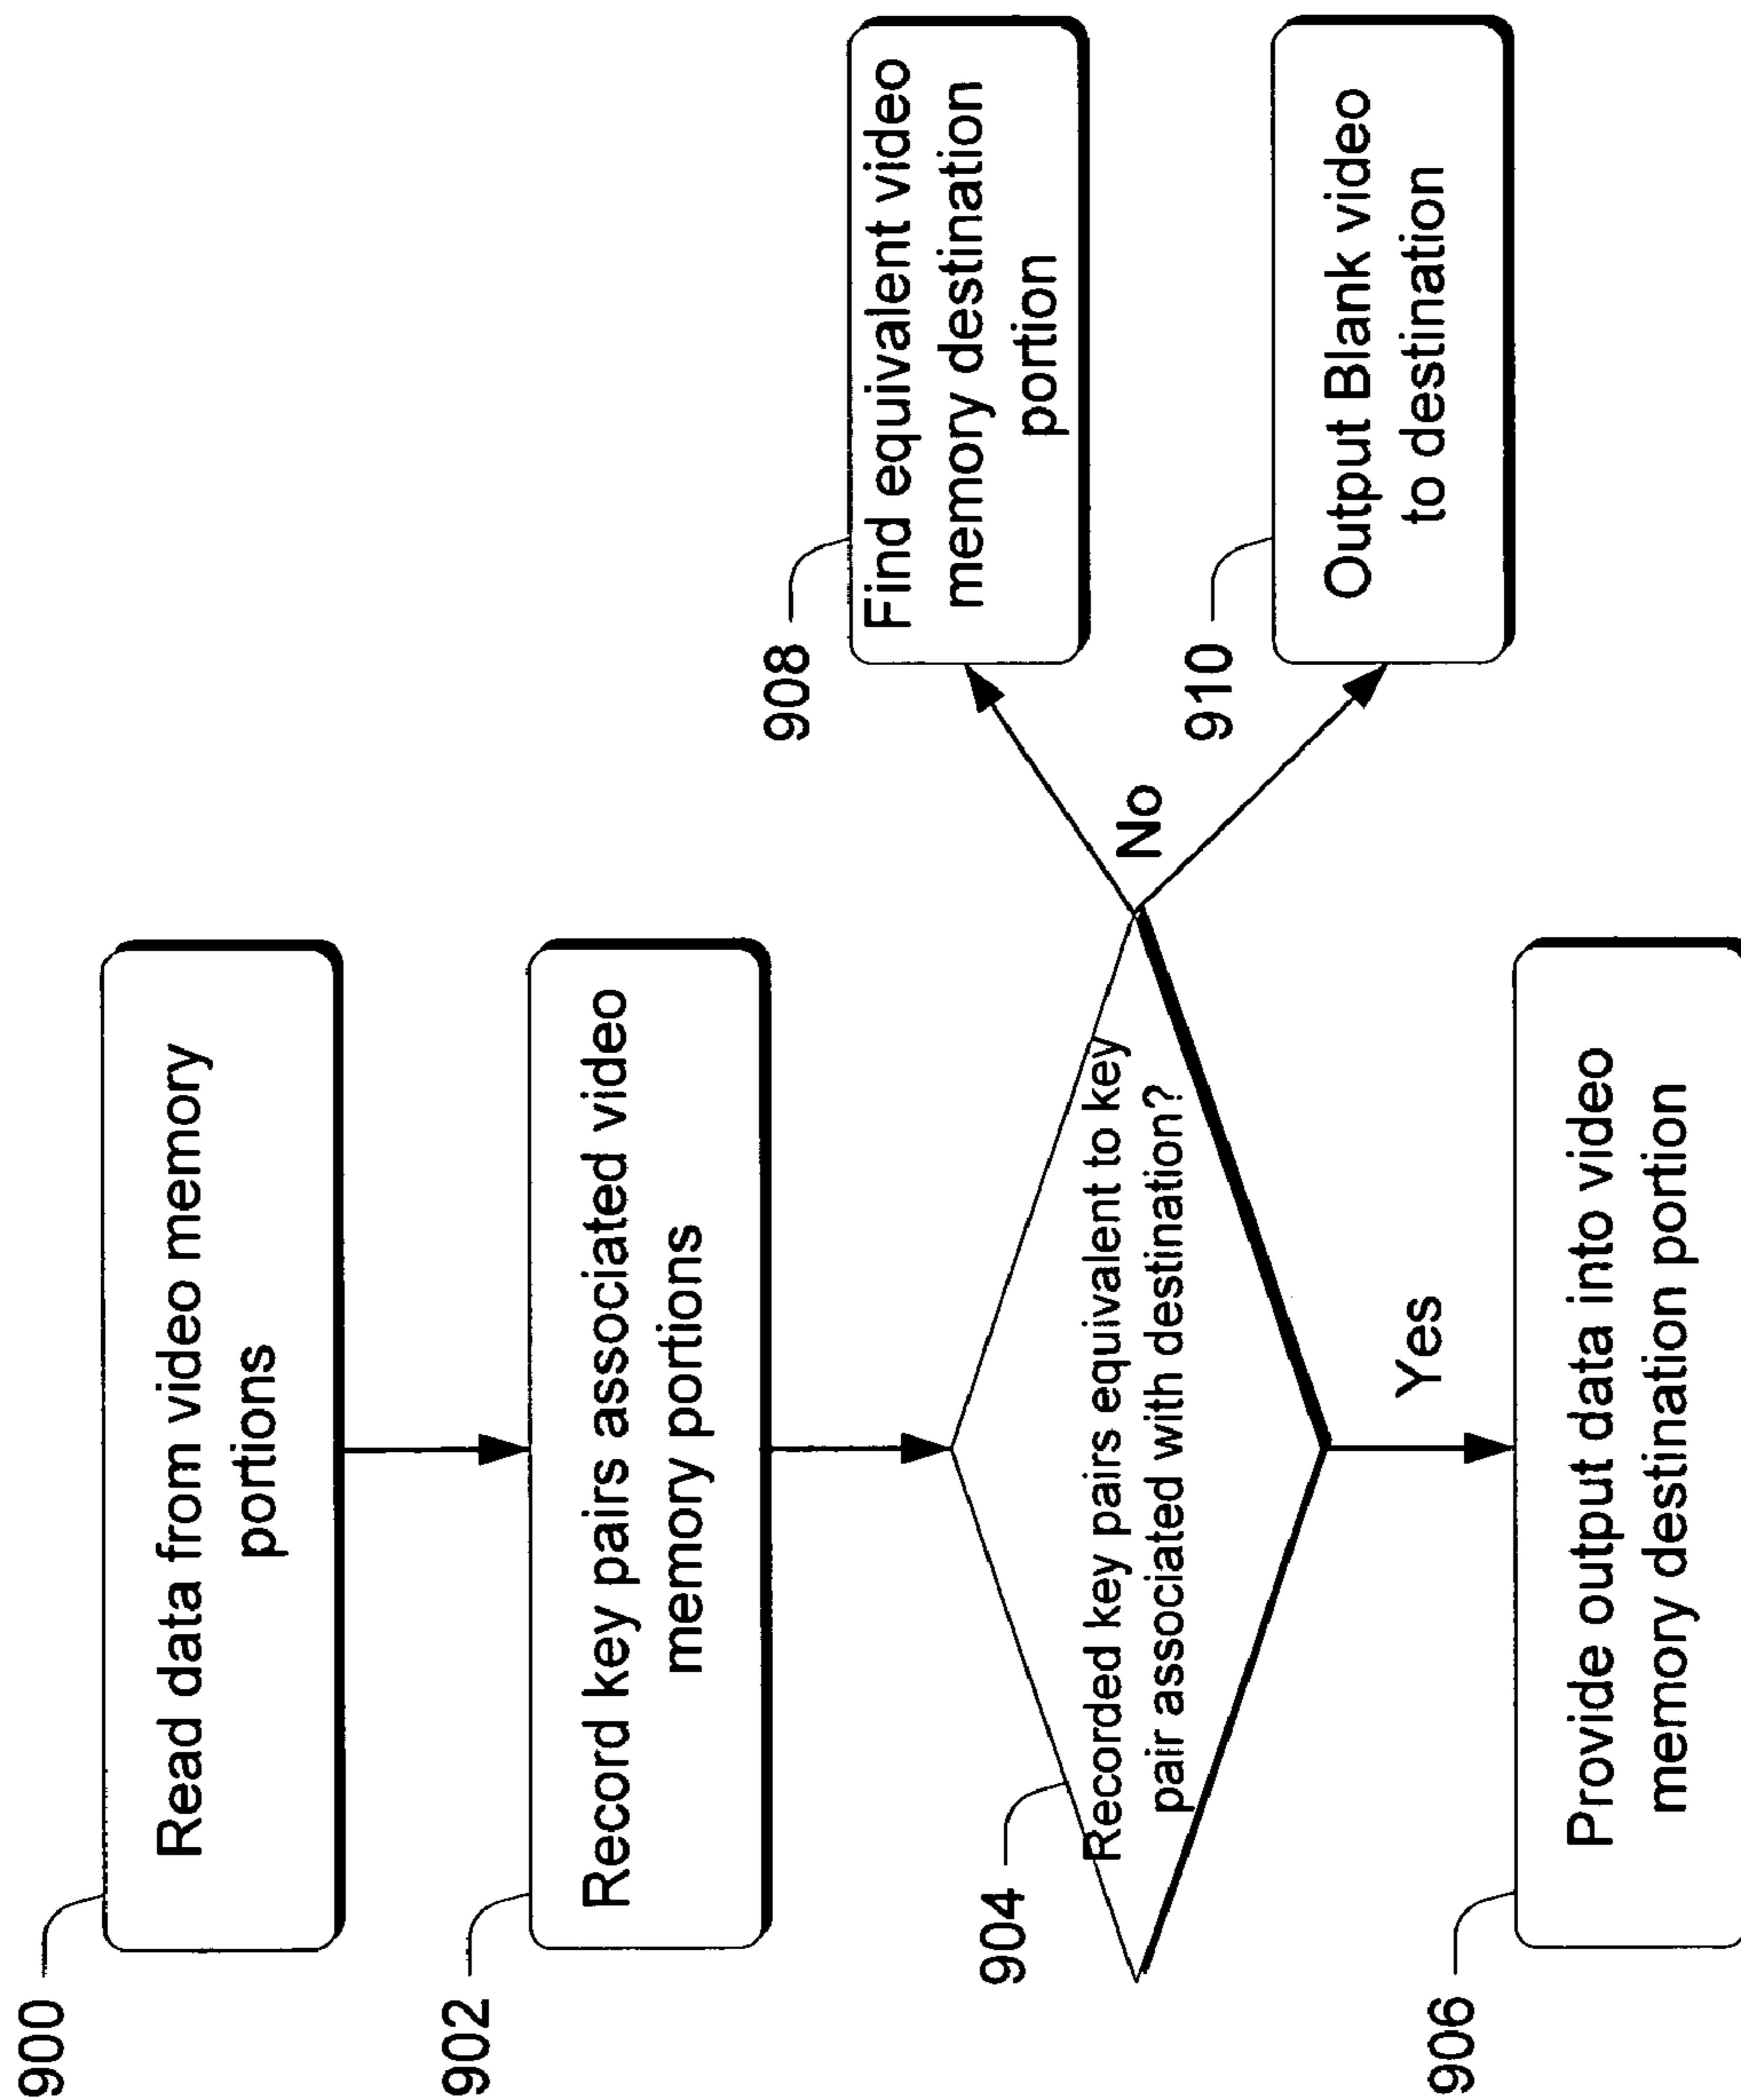 900
Read data from video memory
portions
902
Record key pairs associated video
memory portions
904
Recorded key pairs equivalent to key
pair associated with destination?
No
908
Find equivalent video
memory destination
portion
910
Output Blank video
to destination
Yes
906
Provide output data into video
memory destination portion